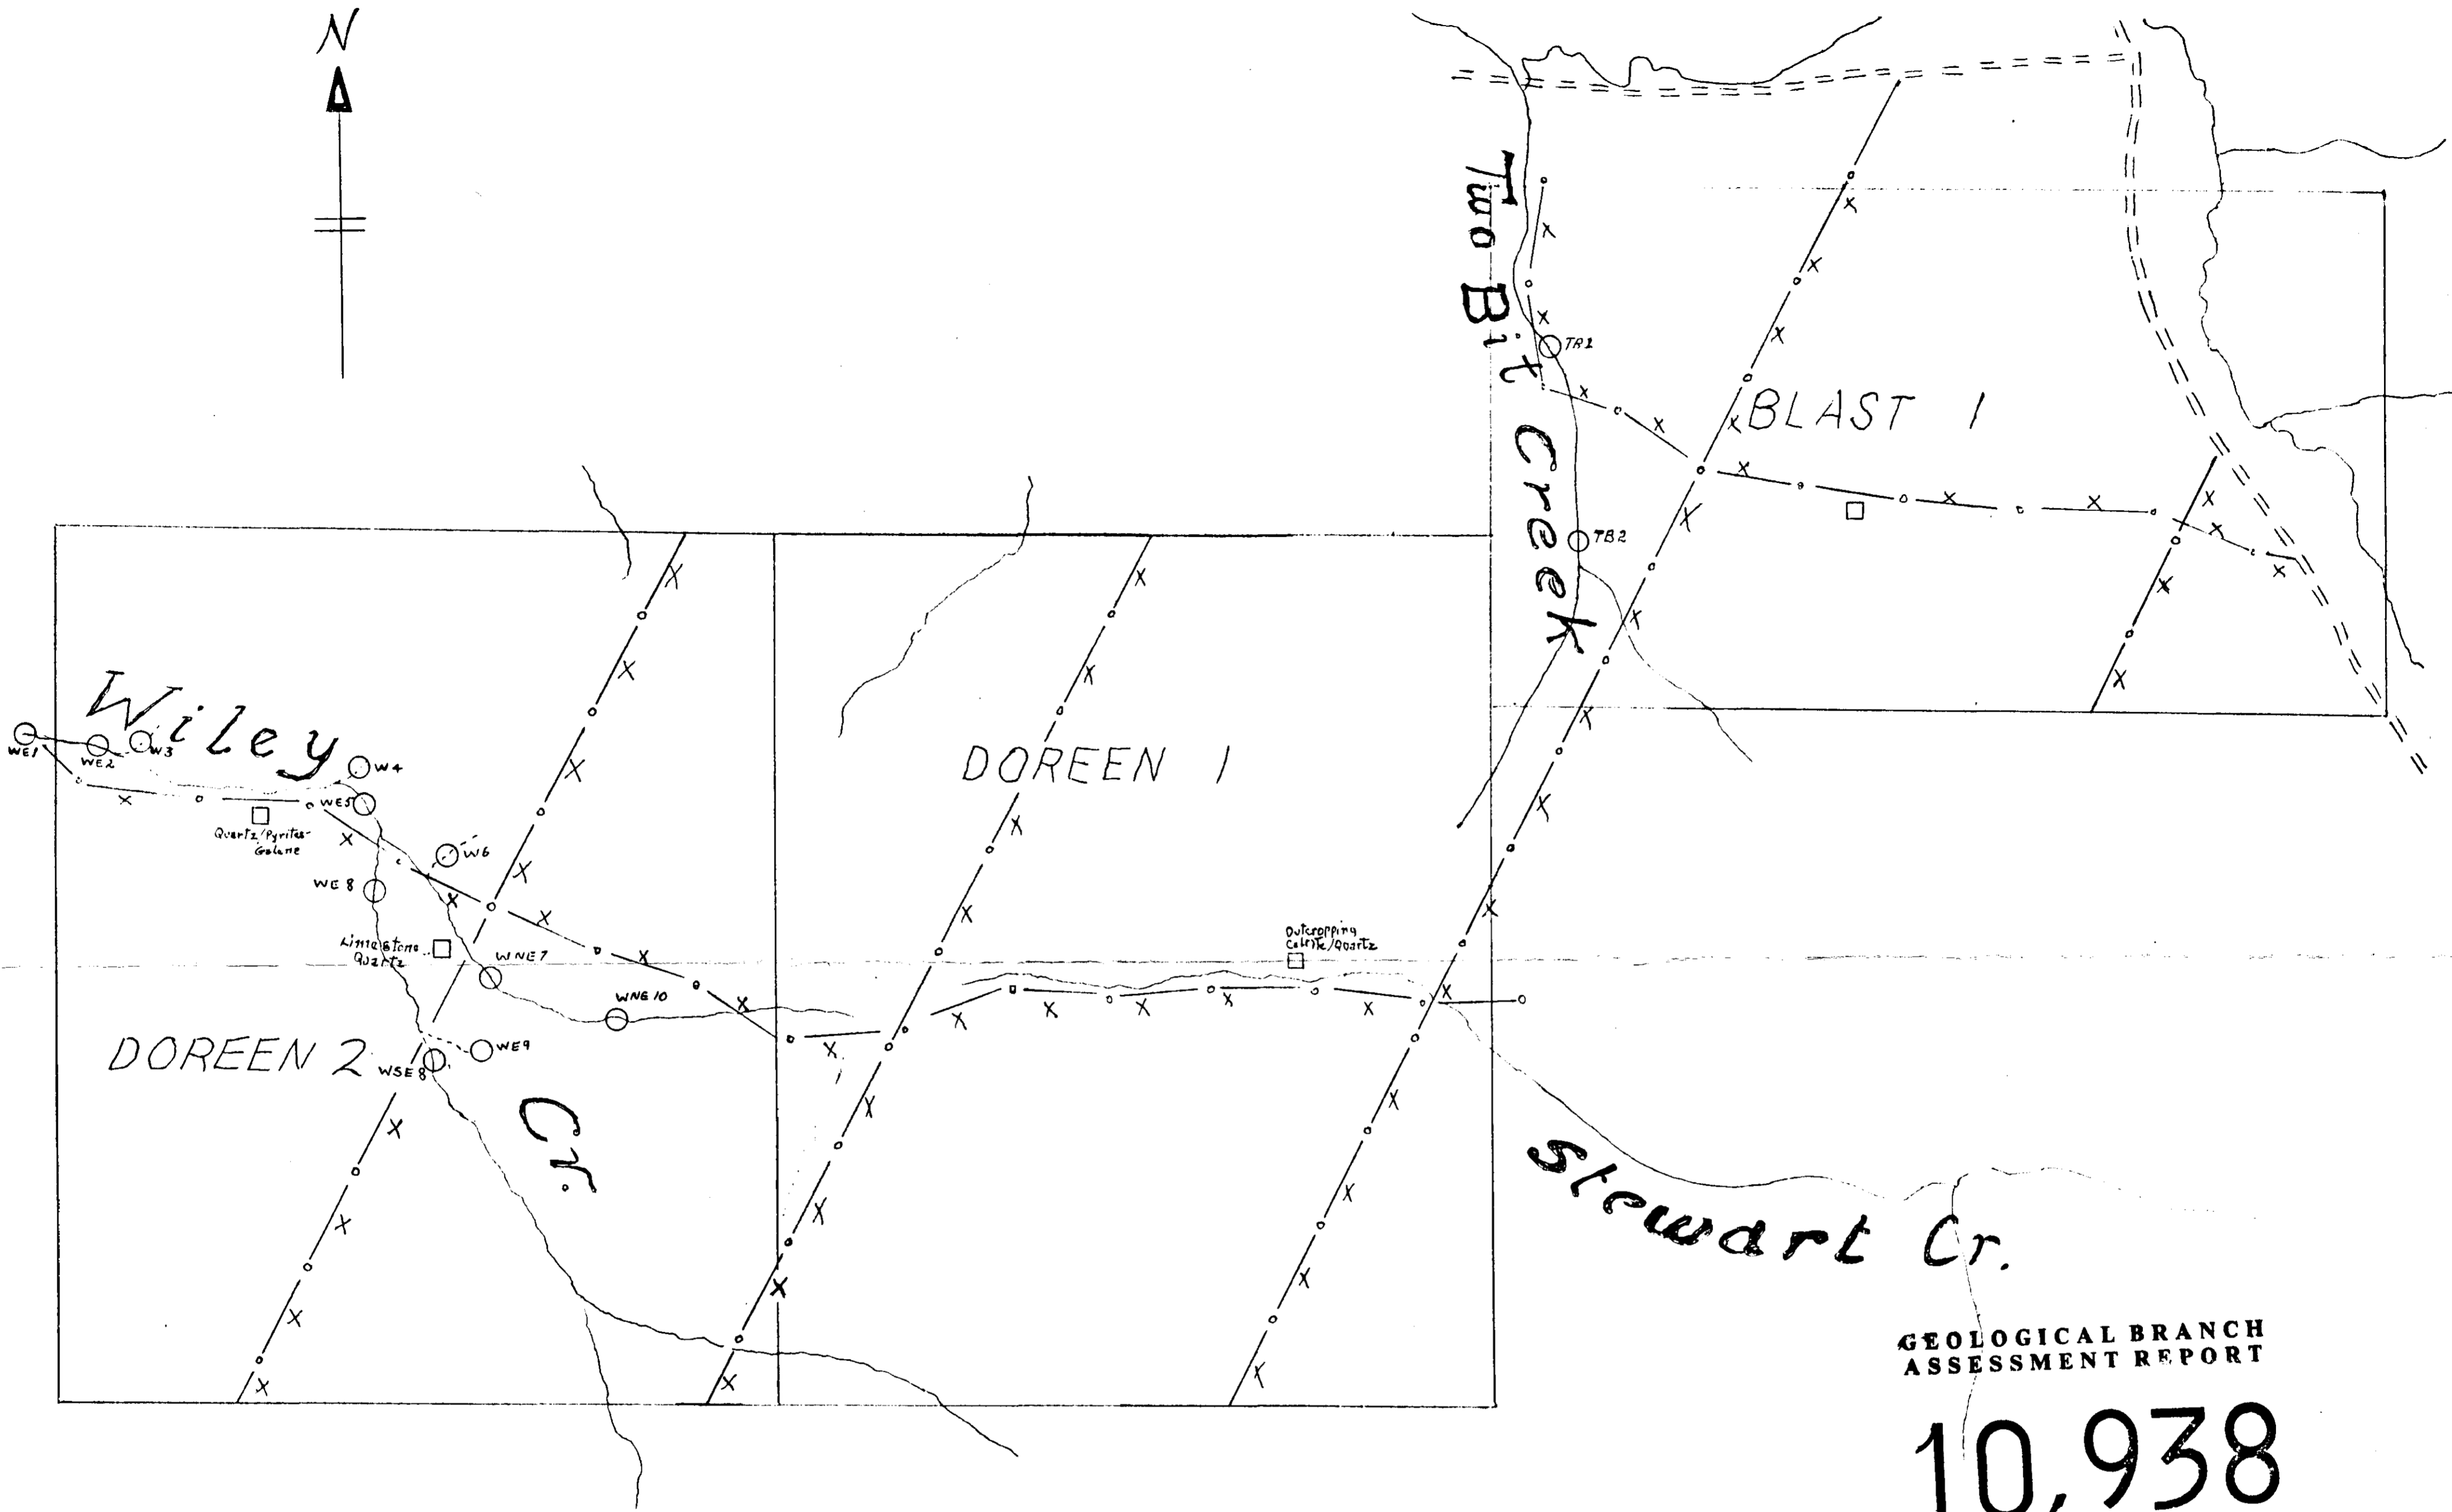 N
Two Bit Creek
TB1
BLAST 1
TB2
Wiley
WE1
WE2
W3
W4
WE5
Quartz/Pyrites-
Galene
W6
WE 8
DOREEN 1
Limestone
Quartz
WNE7
WNE 10
Outcropping
Calcite/Quartz
DOREEN 2
WSE8
WE9
Cr.
Stewart Cr.
GEOLOGICAL BRANCH
ASSESSMENT REPORT
10,938